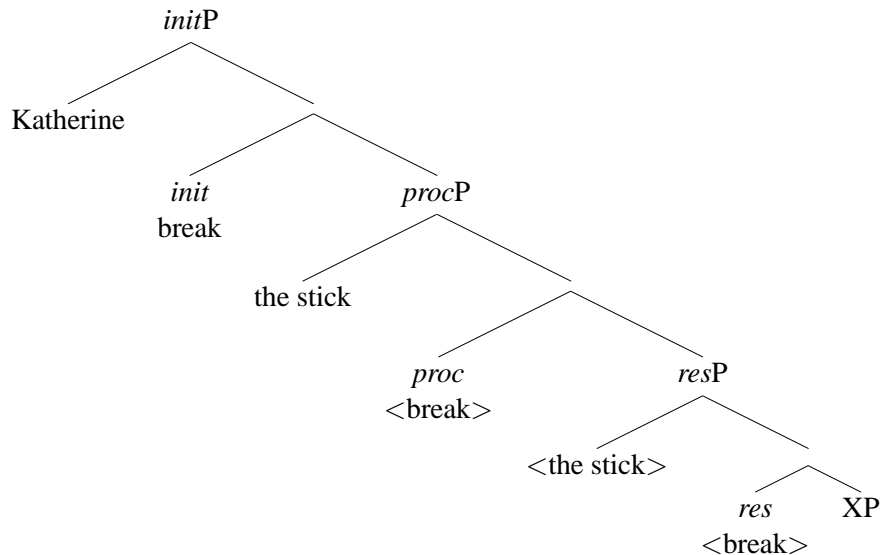 initP
Katherine
init
break
procP
the stick
proc
<break>
resP
<the stick>
res
<break>
XP